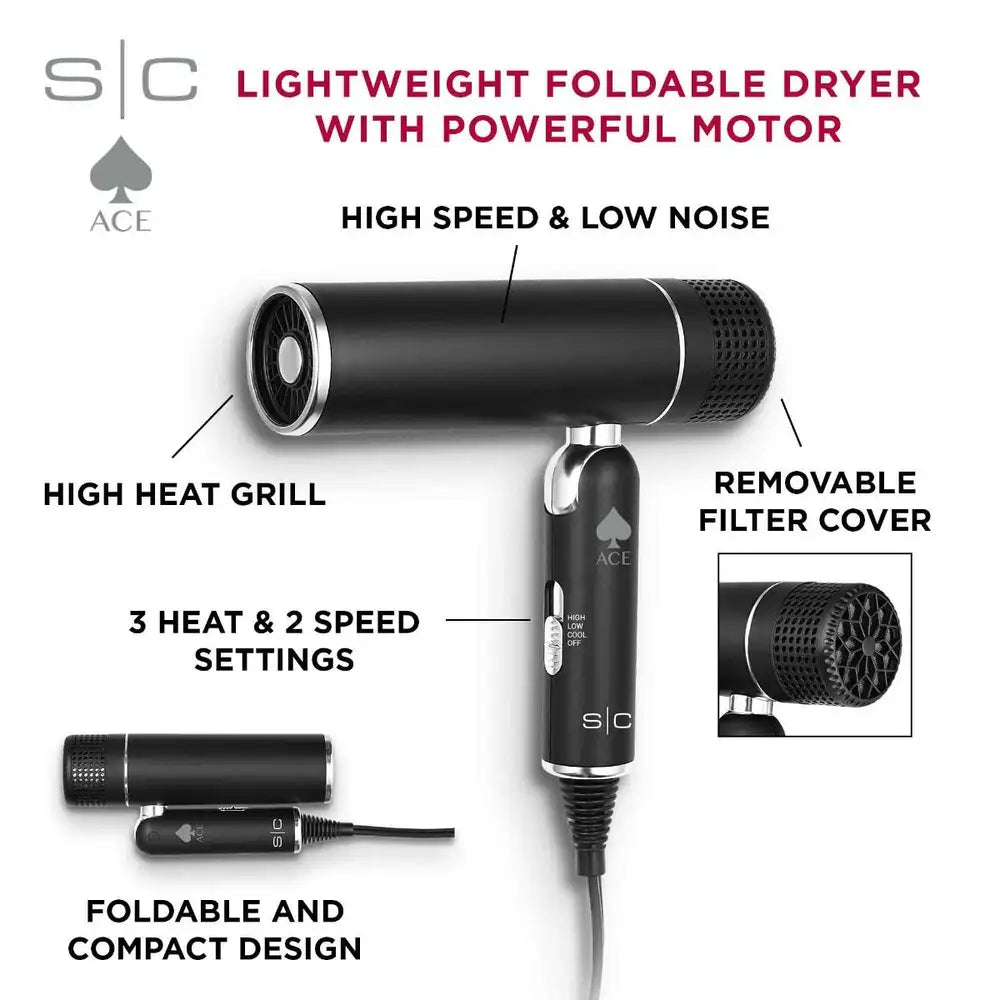 S|C
ACE
LIGHTWEIGHT FOLDABLE DRYER
WITH POWERFUL MOTOR
HIGH SPEED & LOW NOISE
HIGH HEAT GRILL
REMOVABLE
FILTER COVER
ACE
3 HEAT & 2 SPEED
SETTINGS
HIGH
LOW
COOL
OFF
S|C
ACE
S|C
FOLDABLE AND
COMPACT DESIGN